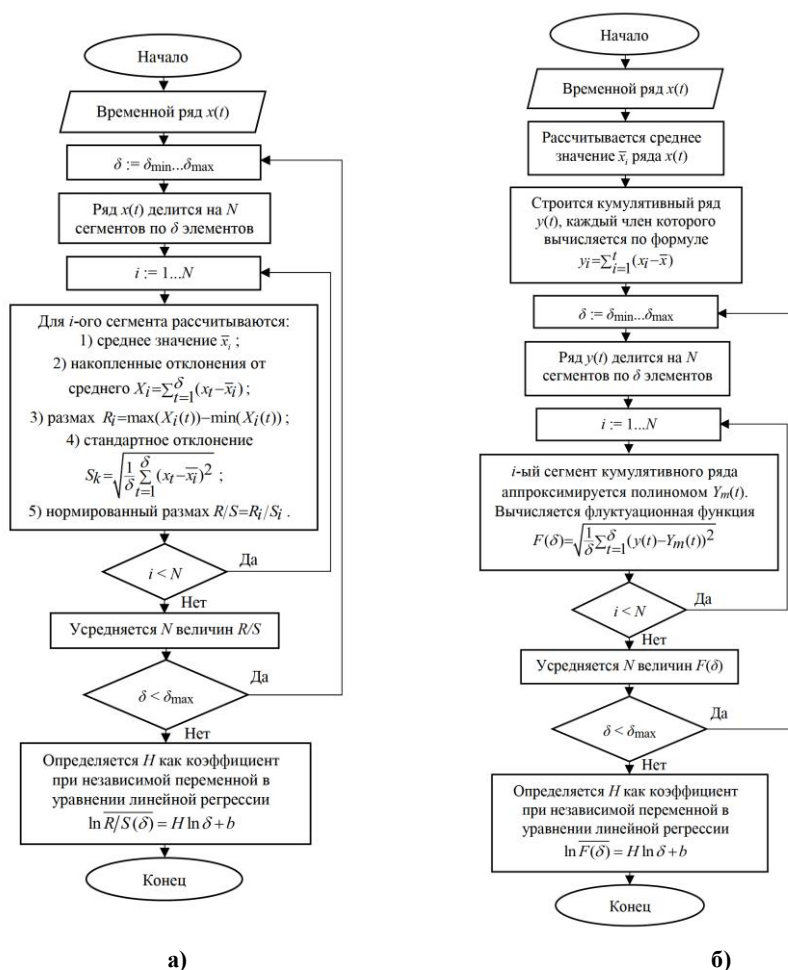 Начало
Временной ряд x(t)
δ := δmin...δmax
Ряд x(t) делится на N
сегментов по δ элементов
i := 1...N
Для i-ого сегмента рассчитываются:
1) среднее значение x̅ᵢ ;
2) накопленные отклонения от
среднего Xᵢ=∑_{t=1}^{δ}(xₜ−x̅ᵢ) ;
3) размах Rᵢ=max(Xᵢ(t))−min(Xᵢ(t)) ;
4) стандартное отклонение
Sₖ=√(1/δ ∑_{t=1}^{δ}(xₜ−x̅ᵢ)²) ;
5) нормированный размах R/S=Rᵢ/Sᵢ .
i < N
Да
Нет
Усредняется N величин R/S
δ < δmax
Да
Нет
Определяется H как коэффициент
при независимой переменной в
уравнении линейной регрессии
ln R/S(δ) = H ln δ + b
Конец
а)
Начало
Временной ряд x(t)
Рассчитывается среднее
значение x̅ᵢ ряда x(t)
Строится кумулятивный ряд
y(t), каждый член которого
вычисляется по формуле
yᵢ=∑_{i=1}^{t}(xᵢ−x̅)
δ := δmin...δmax
Ряд y(t) делится на N
сегментов по δ элементов
i := 1...N
i-ый сегмент кумулятивного ряда
аппроксимируется полиномом Yₘ(t).
Вычисляется флуктуационная функция
F(δ)=√(1/δ ∑_{t=1}^{δ}(y(t)−Yₘ(t))²)
i < N
Да
Нет
Усредняется N величин F(δ)
δ < δmax
Да
Нет
Определяется H как коэффициент
при независимой переменной в
уравнении линейной регрессии
ln F(δ) = H ln δ + b
Конец
б)